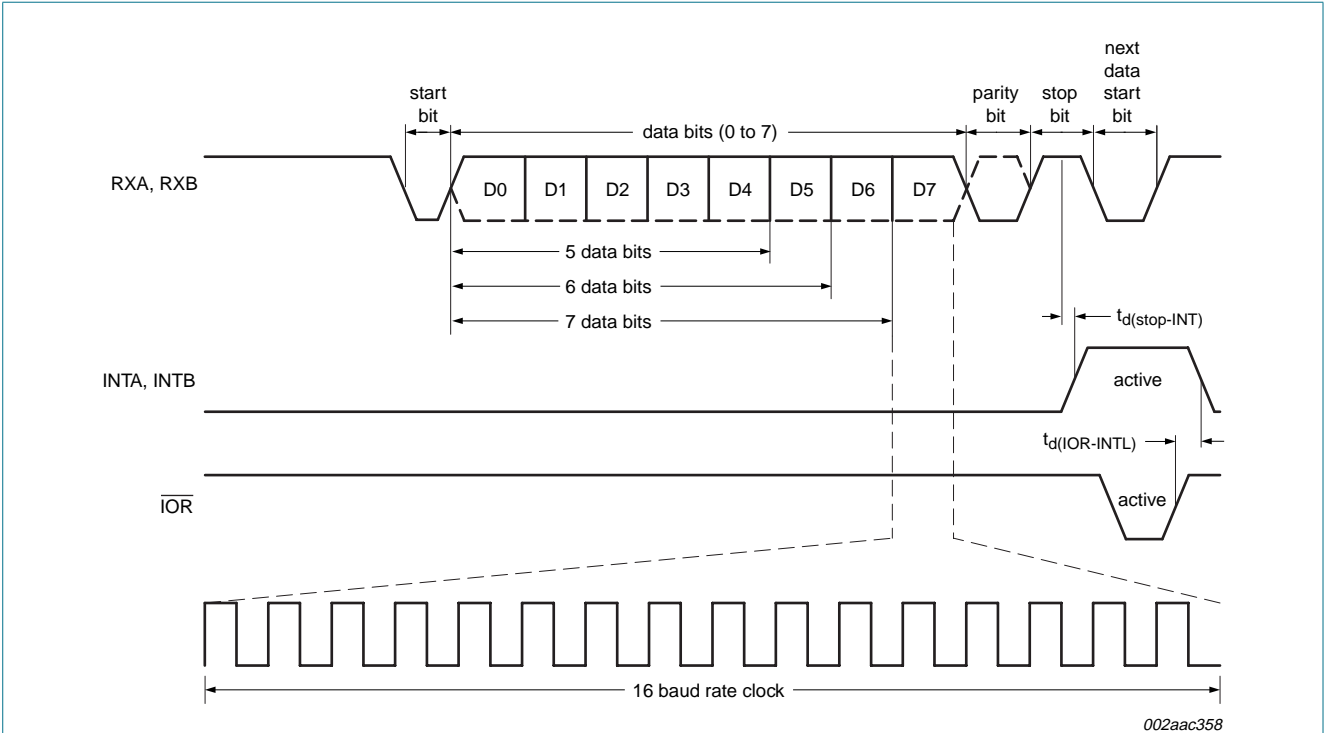 next
data
start
bit
start
bit
parity
bit
stop
bit
data bits (0 to 7)
RXA, RXB
D0 D1 D2 D3 D4 D5 D6 D7
5 data bits
6 data bits
7 data bits
td(stop-INT)
INTA, INTB
active
td(IOR-INTL)
IOR
active
16 baud rate clock
002aac358